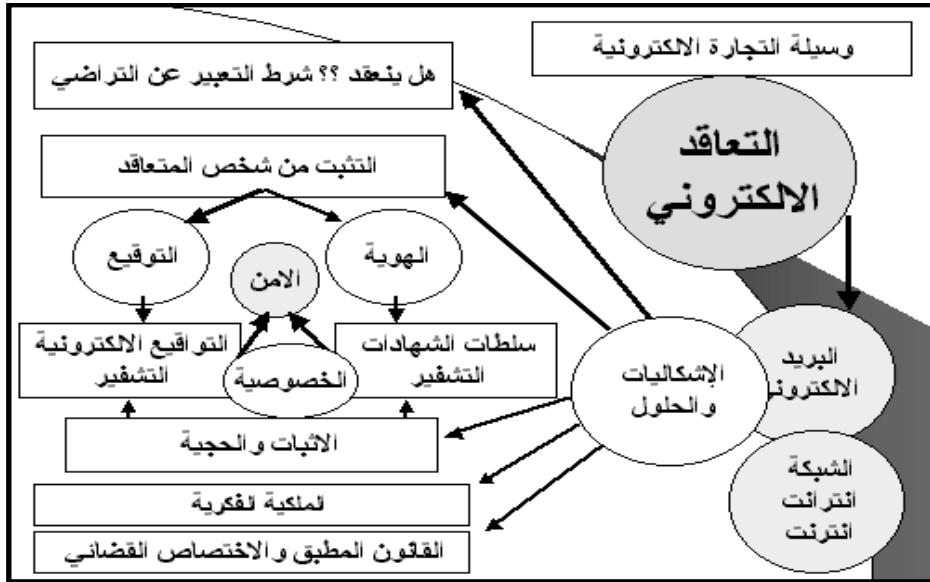 وسيلة التجارة الالكترونية
التعاقد
الالكتروني
هل ينعقد ؟؟ شرط التعبير عن التراضي
التثبت من شخص المتعاقد
الهوية
التوقيع
الامن
الخصوصية
سلطات الشهادات
التشفير
التواقيع الالكترونية
التشفير
الإشكاليات
والحلول
البريد
الالكتروني
الاثبات والحجية
الشبكة
انترانت
انترنت
الملكية الفكرية
القانون المطبق والاختصاص القضائي